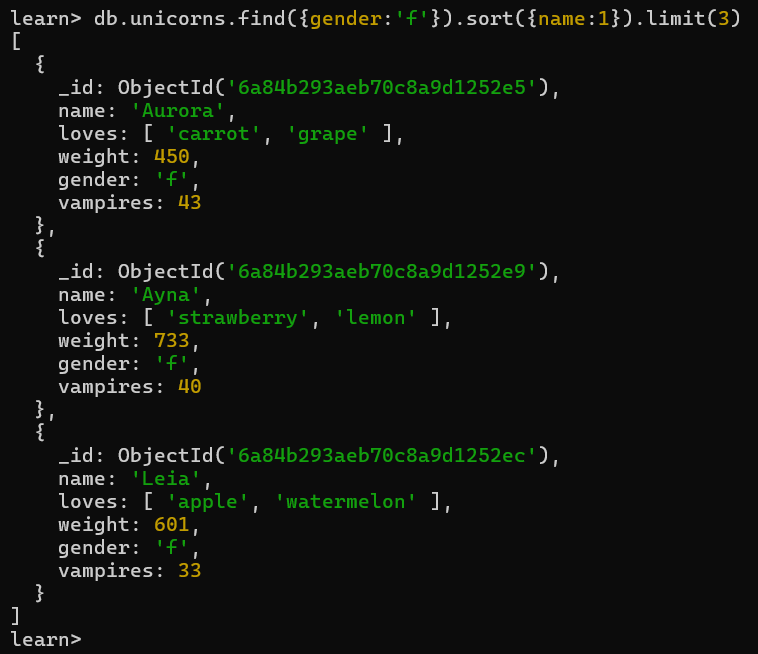 learn> db.unicorns.find({gender:'f'}).sort({name:1}).limit(3)
[
  {
    _id: ObjectId('6a84b293aeb70c8a9d1252e5'),
    name: 'Aurora',
    loves: [ 'carrot', 'grape' ],
    weight: 450,
    gender: 'f',
    vampires: 43
  },
  {
    _id: ObjectId('6a84b293aeb70c8a9d1252e9'),
    name: 'Ayna',
    loves: [ 'strawberry', 'lemon' ],
    weight: 733,
    gender: 'f',
    vampires: 40
  },
  {
    _id: ObjectId('6a84b293aeb70c8a9d1252ec'),
    name: 'Leia',
    loves: [ 'apple', 'watermelon' ],
    weight: 601,
    gender: 'f',
    vampires: 33
  }
]
learn>